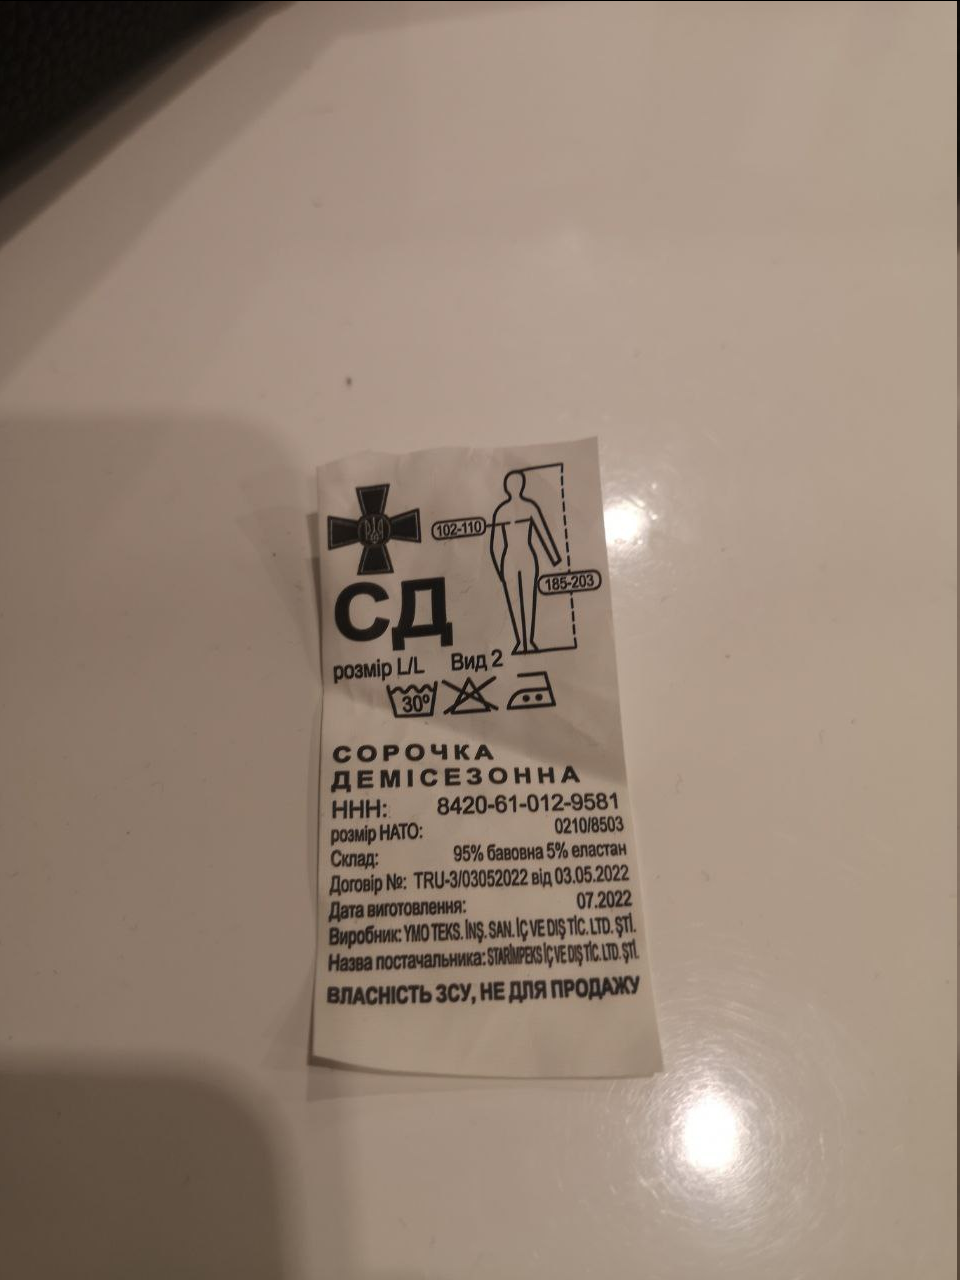 102-110
185-203
СД
розмір L/L Вид 2
30°
СОРОЧКА
ДЕМІСЕЗОННА
ННН: 8420-61-012-9581
розмір НАТО: 0210/8503
Склад: 95% бавовна 5% еластан
Договір №: TRU-3/03052022 від 03.05.2022
Дата виготовлення: 07.2022
Виробник: YMO TEKS. İNŞ. SAN. İÇ VE DIŞ TİC. LTD. ŞTİ.
Назва постачальника: STARİMPEKS İÇ VE DIŞ TİC. LTD. ŞTİ.
ВЛАСНІСТЬ ЗСУ, НЕ ДЛЯ ПРОДАЖУ